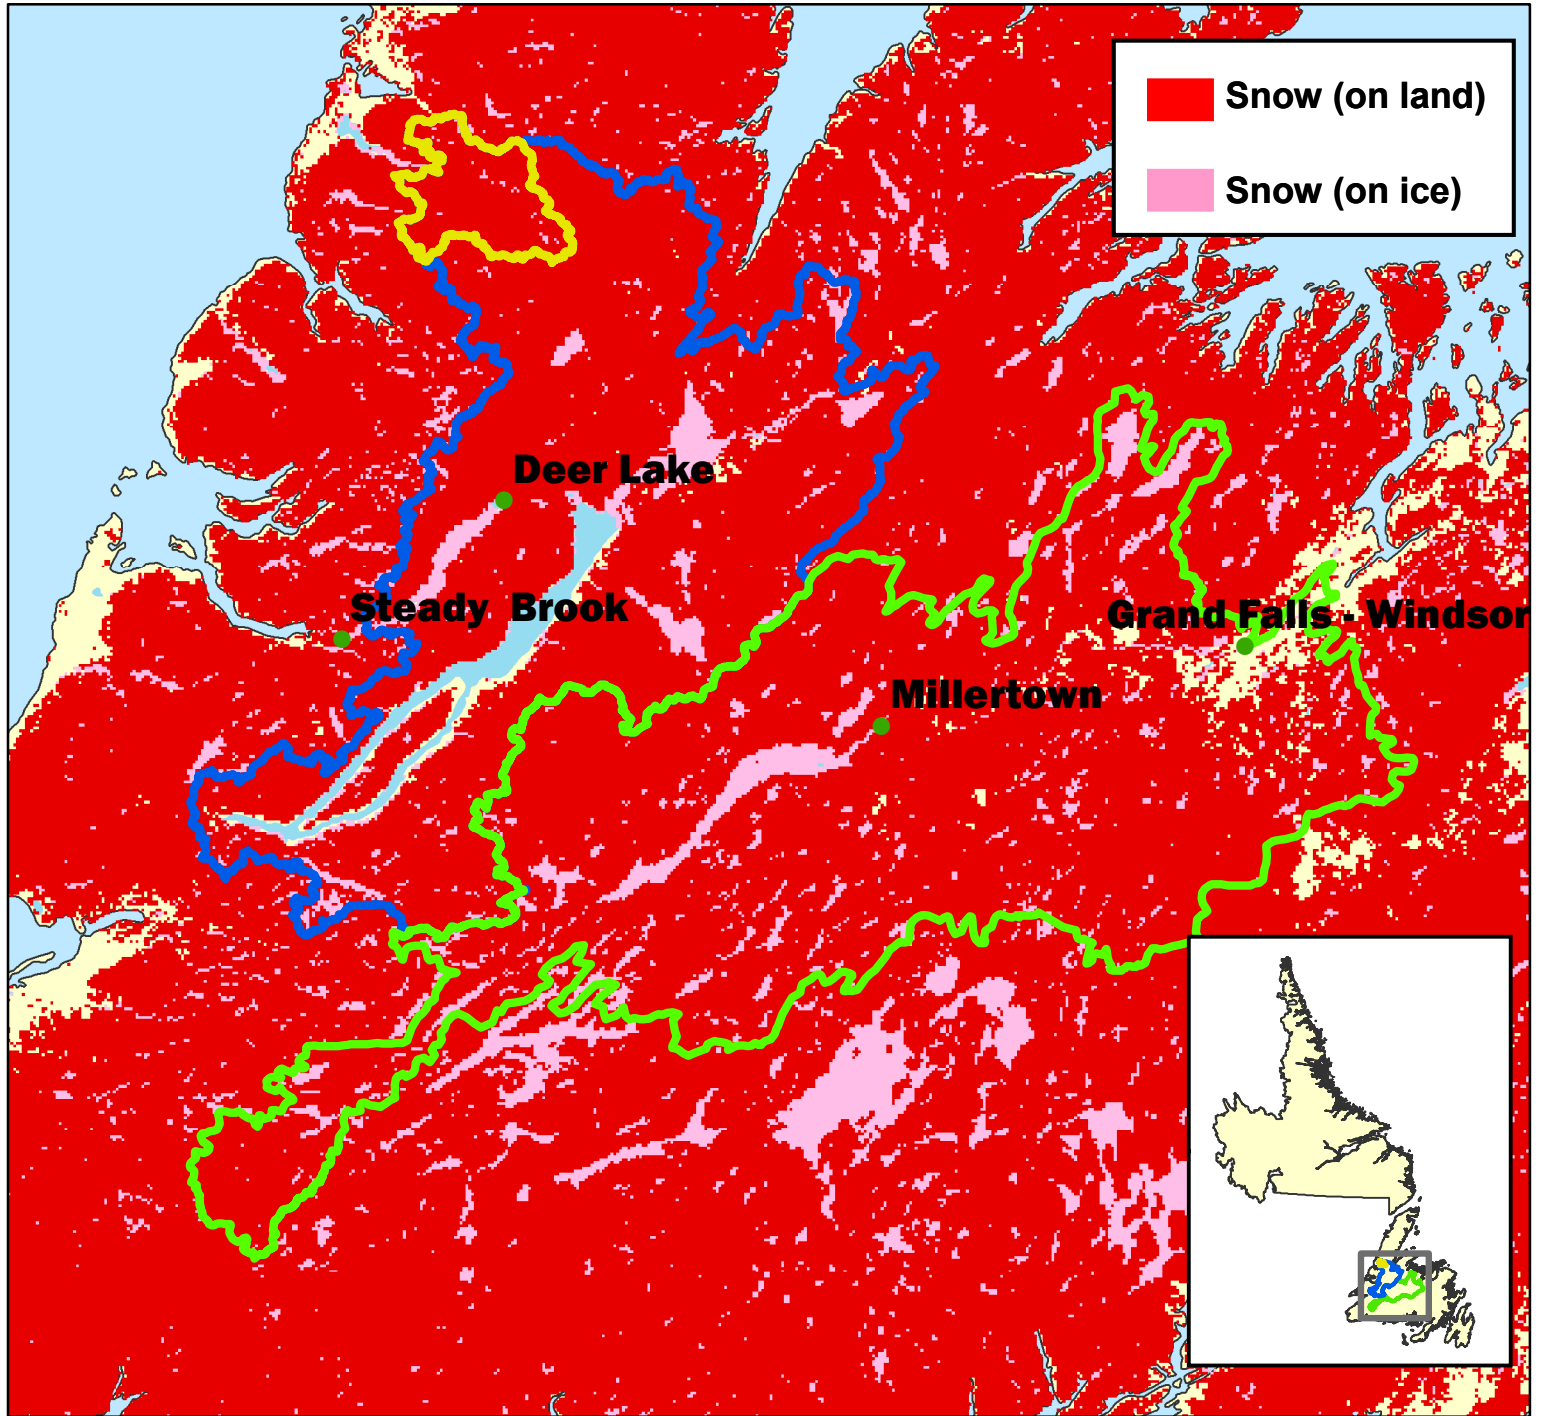 Snow (on land)
Snow (on ice)
Deer Lake
Steady Brook
Grand Falls - Windsor
Millertown